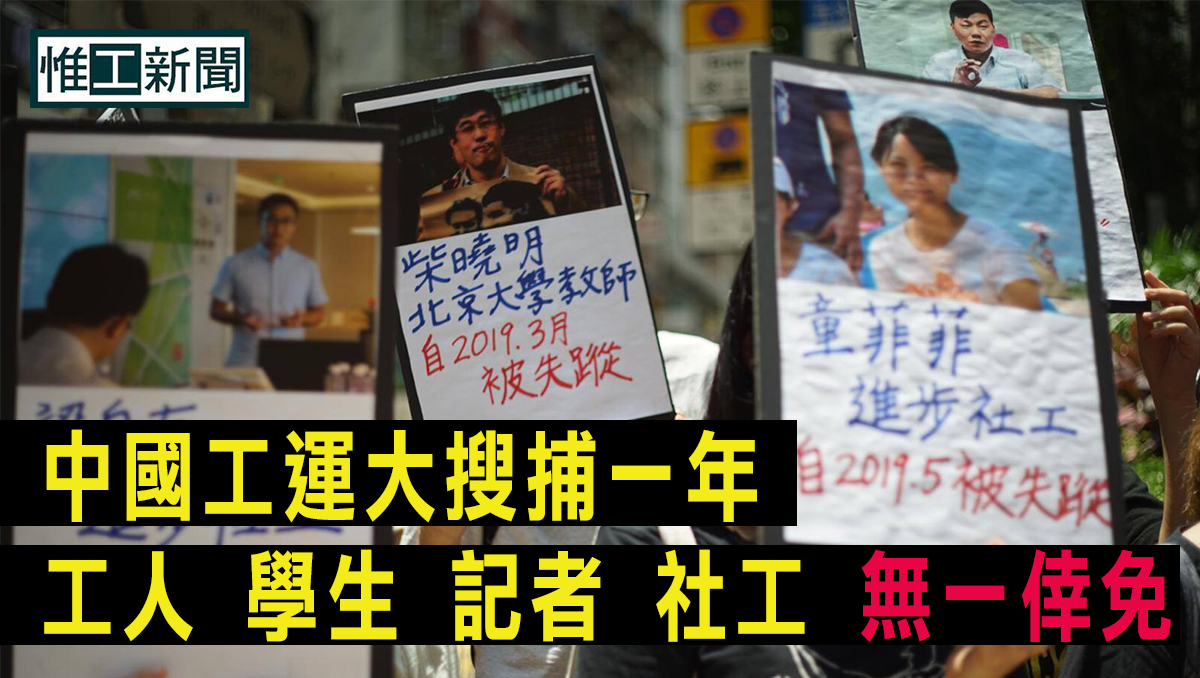 惟工新聞
柴曉明
北京大學教師
自2019.3月
被失蹤
童菲菲
進步社工
自2019.5被失蹤
中國工運大搜捕一年
工人 學生 記者 社工 無一倖免